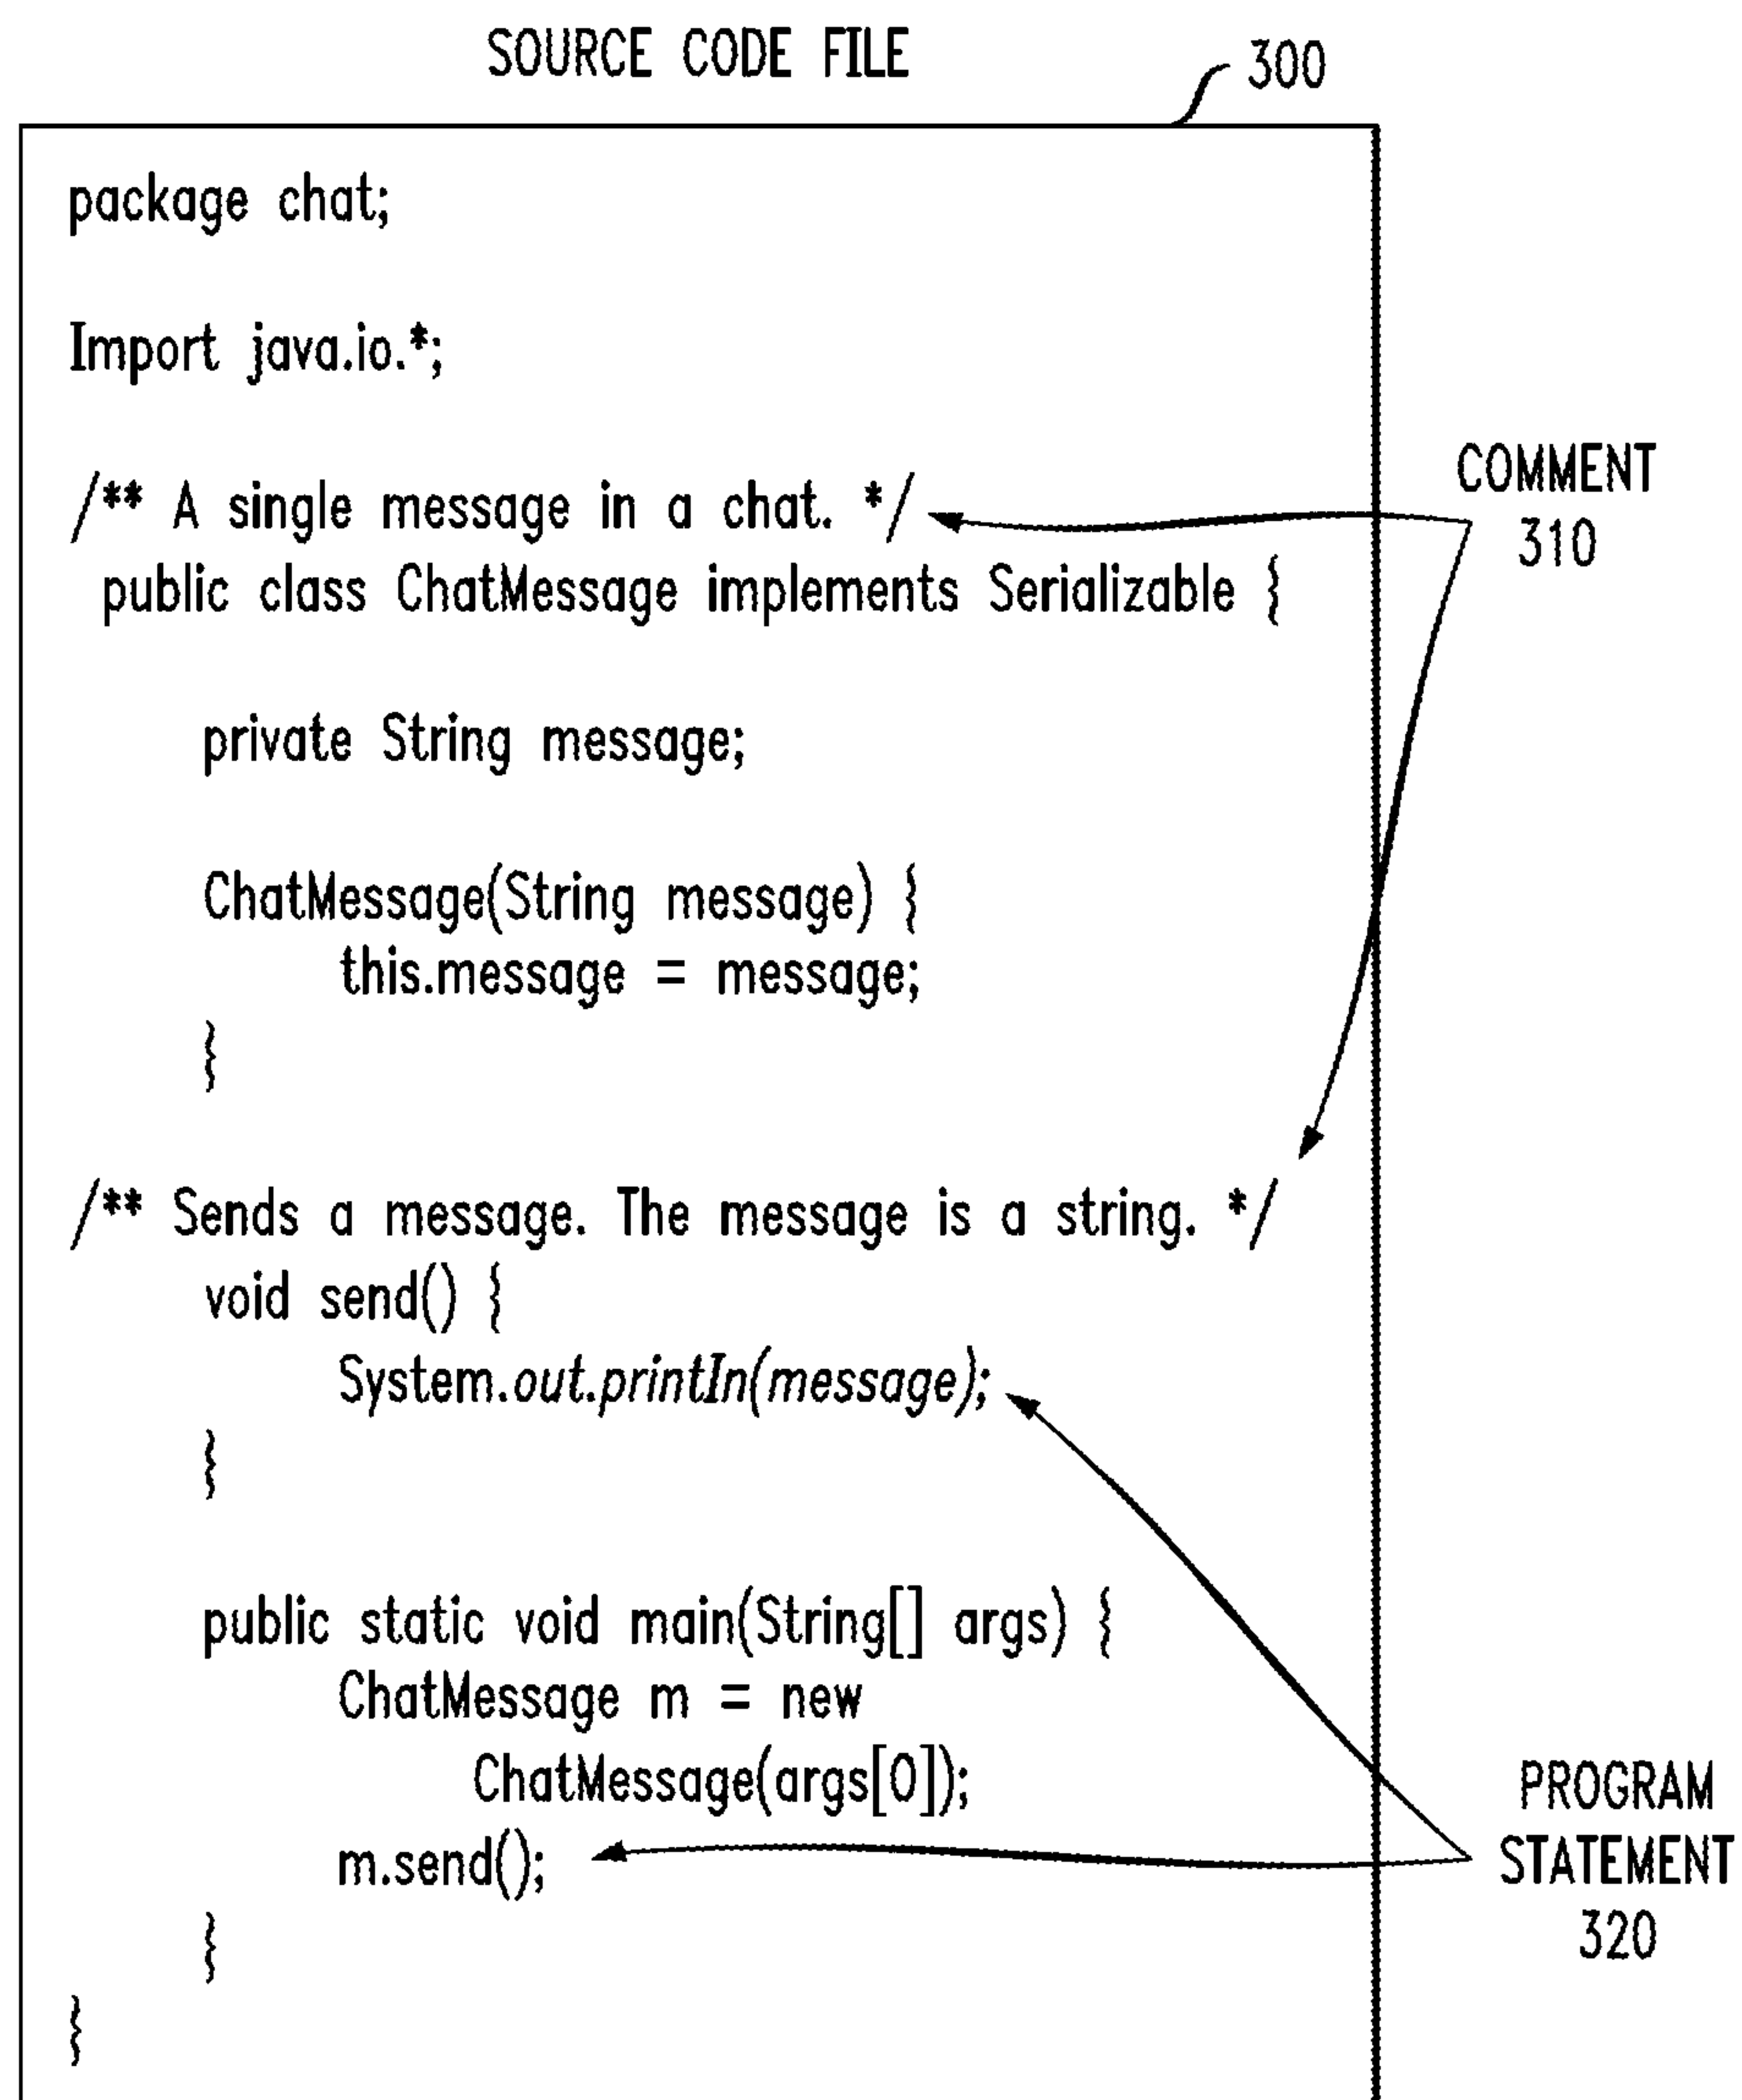 SOURCE CODE FILE
300
package chat;
Import java.io.*;
/** A single message in a chat. */
public class ChatMessage implements Serializable {
private String message;
ChatMessage(String message) {
this.message = message;
}
/** Sends a message. The message is a string. */
void send() {
System.out.printIn(message);
}
public static void main(String[] args) {
ChatMessage m = new
ChatMessage(args[0]);
m.send();
}
}
COMMENT
310
PROGRAM
STATEMENT
320